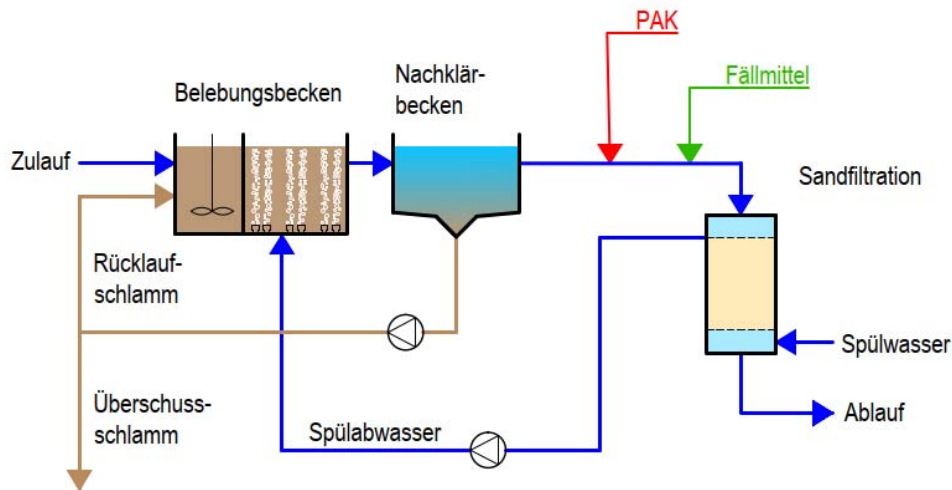 PAK
Nachklär-
becken
Fällmittel
Belebungsbecken
Zulauf
Sandfiltration
Rücklauf-
schlamm
Spülwasser
Überschuss-
schlamm
Ablauf
Spülabwasser